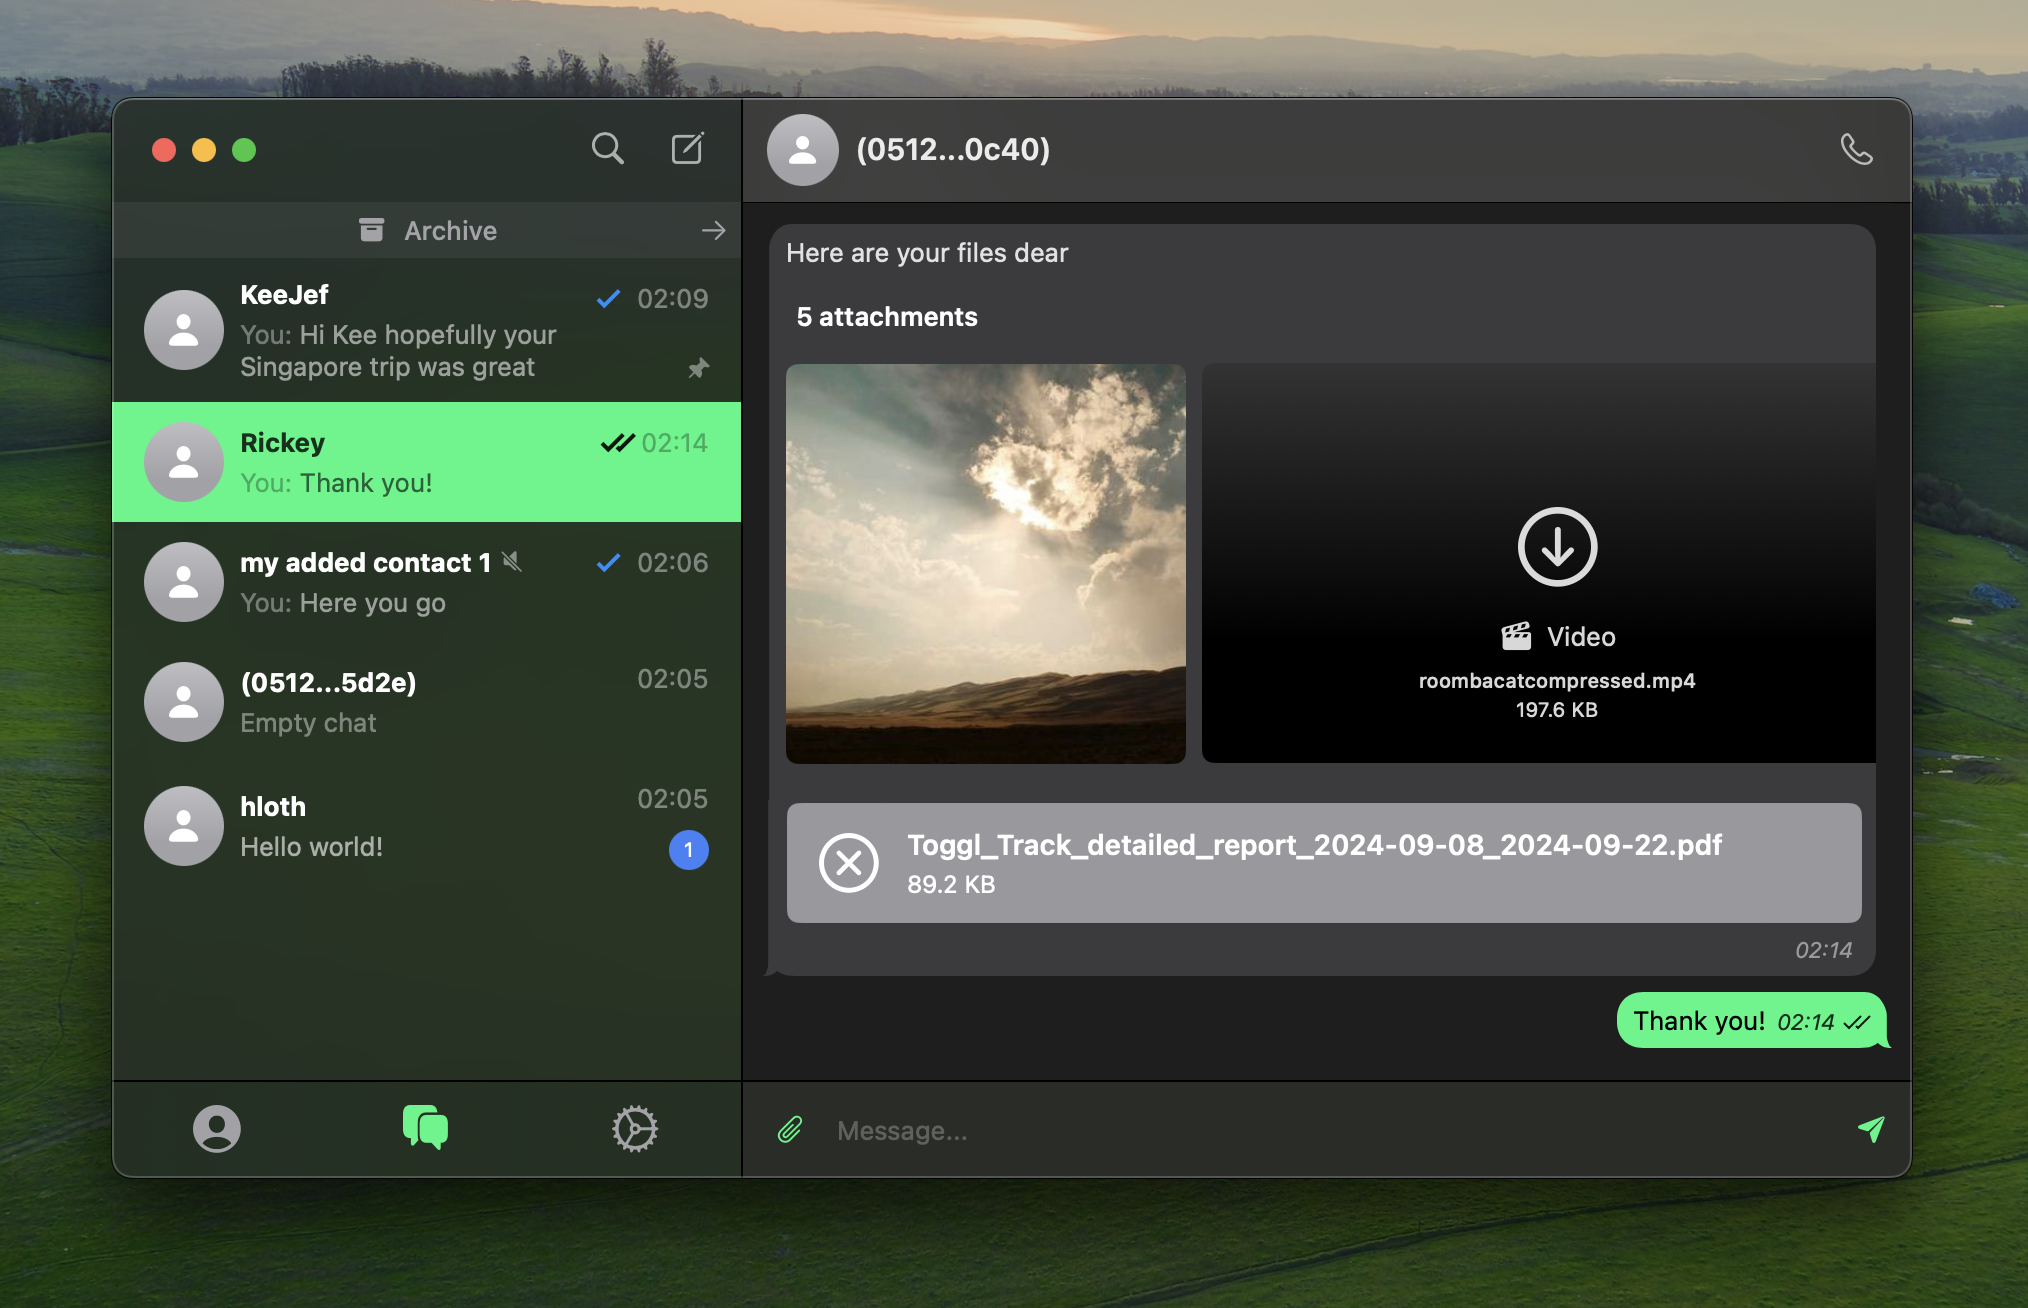 Archive
KeeJef
02:09
You: Hi Kee hopefully your
Singapore trip was great
Rickey
02:14
You: Thank you!
my added contact 1
02:06
You: Here you go
(0512...5d2e)
02:05
Empty chat
hloth
02:05
Hello world!
1
(0512...0c40)
Here are your files dear
5 attachments
Video
roombacatcompressed.mp4
197.6 KB
Toggl_Track_detailed_report_2024-09-08_2024-09-22.pdf
89.2 KB
02:14
Thank you! 02:14
Message...